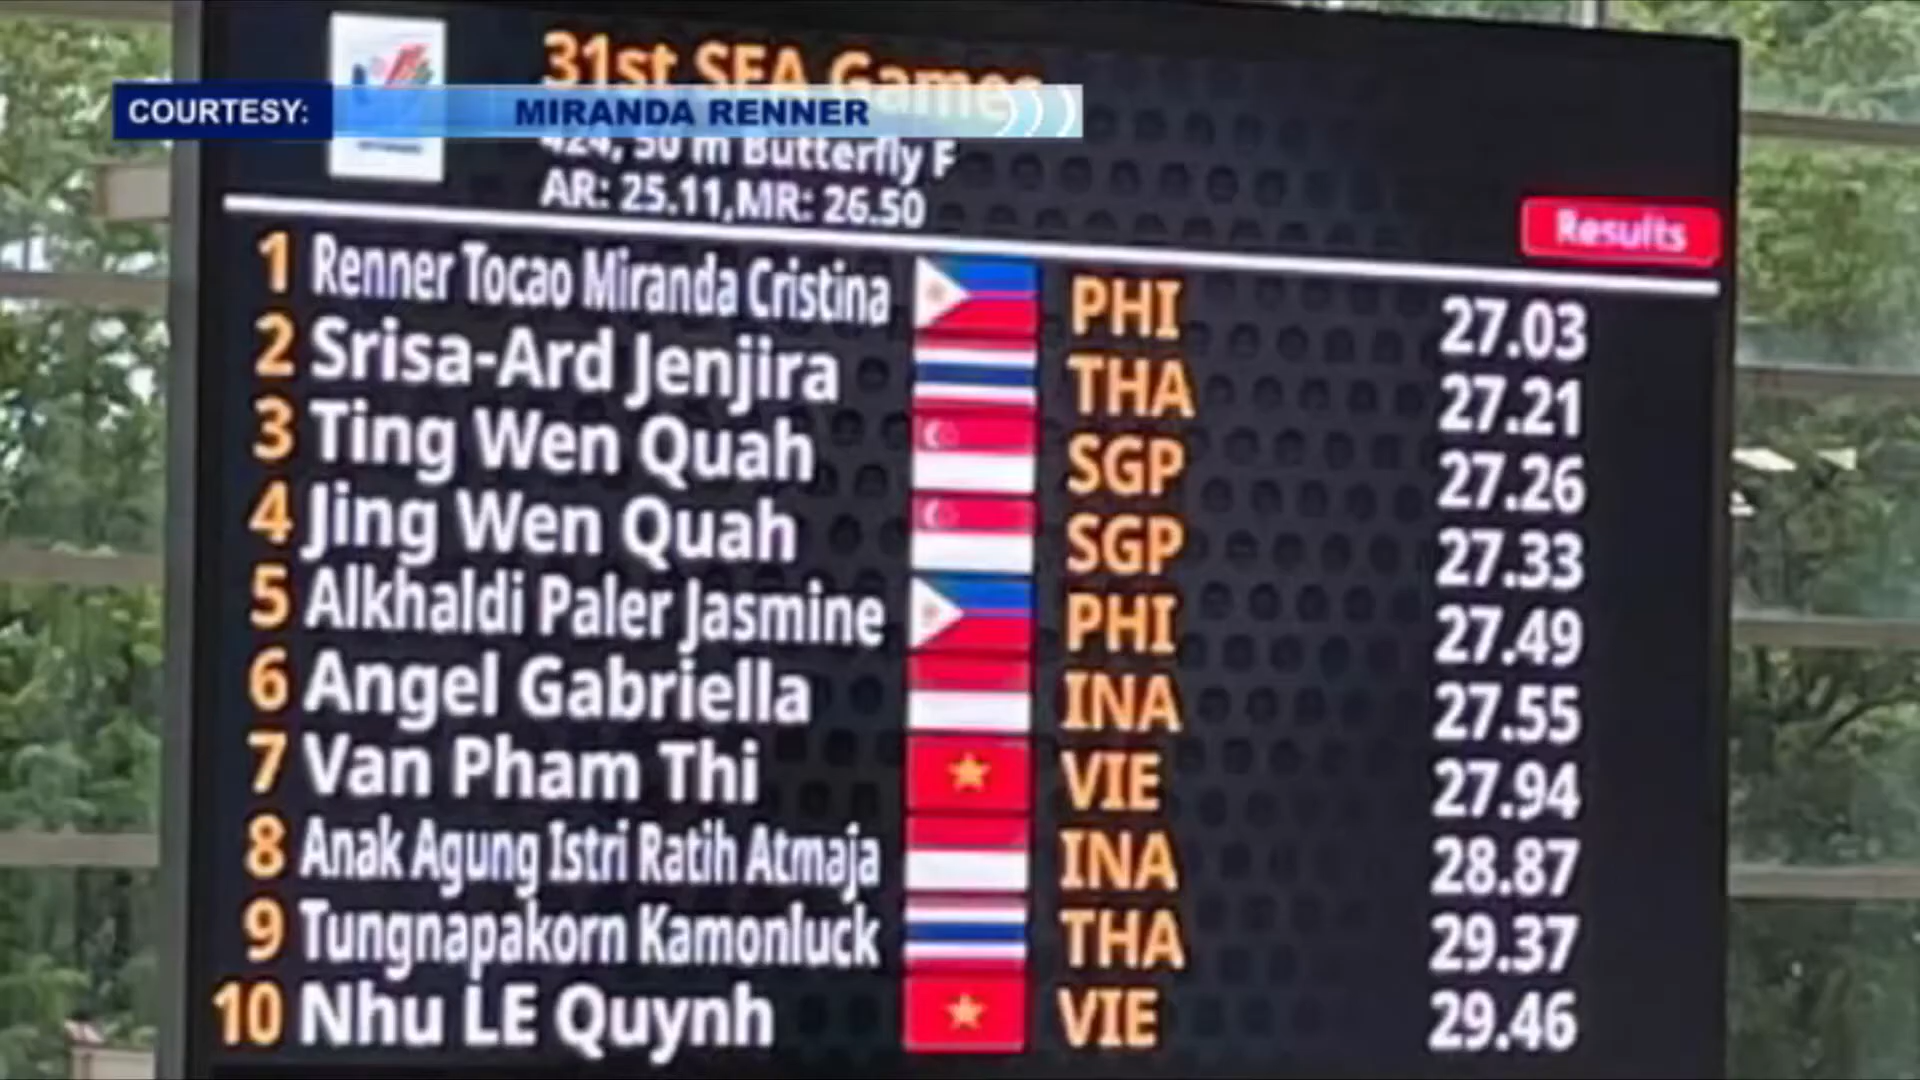 31st SEA Games
COURTESY: MIRANDA RENNER
424, 50 m Butterfly F
AR: 25.11,MR: 26.50
Results
1 Renner Tocao Miranda Cristina PHI 27.03
2 Srisa-Ard Jenjira THA 27.21
3 Ting Wen Quah SGP 27.26
4 Jing Wen Quah SGP 27.33
5 Alkhaldi Paler Jasmine PHI 27.49
6 Angel Gabriella INA 27.55
7 Van Pham Thi VIE 27.94
8 Anak Agung Istri Ratih Atmaja INA 28.87
9 Tungnapakorn Kamonluck THA 29.37
10 Nhu LE Quynh VIE 29.46